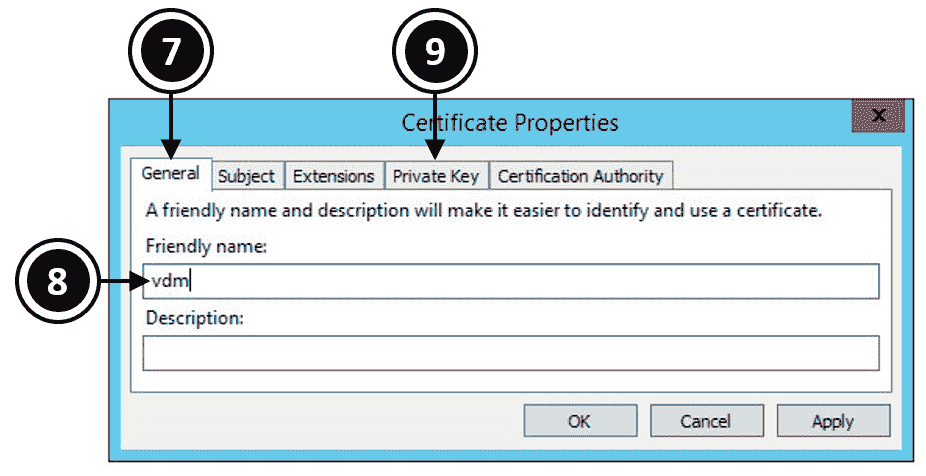 7
9
Certificate Properties
x
General Subject Extensions Private Key Certification Authority
A friendly name and description will make it easier to identify and use a certificate.
Friendly name:
8
vdm
Description:
OK Cancel Apply